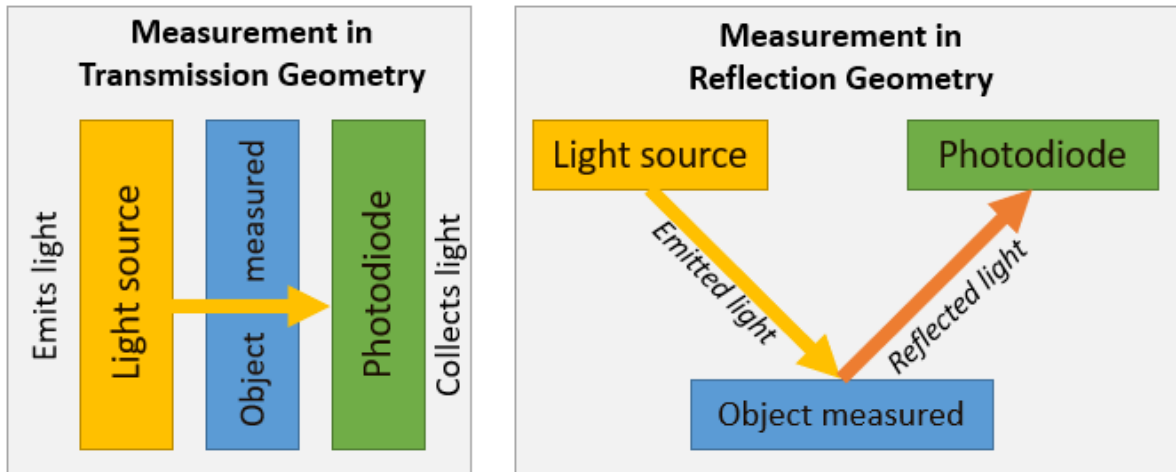 Measurement in
Transmission Geometry
Emits light
Light source
Object measured
Photodiode
Collects light
Measurement in
Reflection Geometry
Light source
Photodiode
Emitted light
Reflected light
Object measured